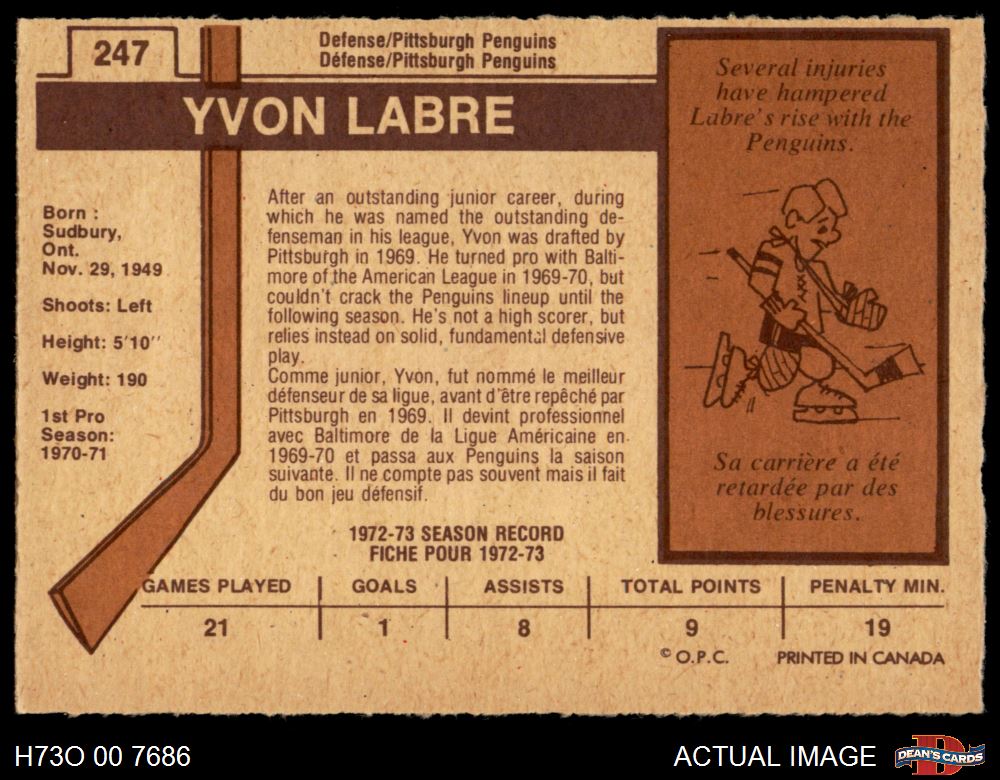 247
Defense/Pittsburgh Penguins
Défense/Pittsburgh Penguins
YVON LABRE
Born :
Sudbury,
Ont.
Nov. 29, 1949
Shoots: Left
Height: 5'10''
Weight: 190
1st Pro
Season:
1970-71
After an outstanding junior career, during
which he was named the outstanding de-
fenseman in his league, Yvon was drafted by
Pittsburgh in 1969. He turned pro with Balti-
more of the American League in 1969-70, but
couldn't crack the Penguins lineup until the
following season. He's not a high scorer, but
relies instead on solid, fundamental defensive
play.
Comme junior, Yvon, fut nommé le meilleur
défenseur de sa ligue, avant d'être repêché par
Pittsburgh en 1969. Il devint professionnel
avec Baltimore de la Ligue Américaine en
1969-70 et passa aux Penguins la saison
suivante. Il ne compte pas souvent mais il fait
du bon jeu défensif.
Several injuries
have hampered
Labre's rise with the
Penguins.
Sa carrière a été
retardée par des
blessures.
1972-73 SEASON RECORD
FICHE POUR 1972-73
GAMES PLAYED GOALS ASSISTS TOTAL POINTS PENALTY MIN.
21 1 8 9 19
© O.P.C. PRINTED IN CANADA
H73O 00 7686
ACTUAL IMAGE
D
DEAN'S CARDS